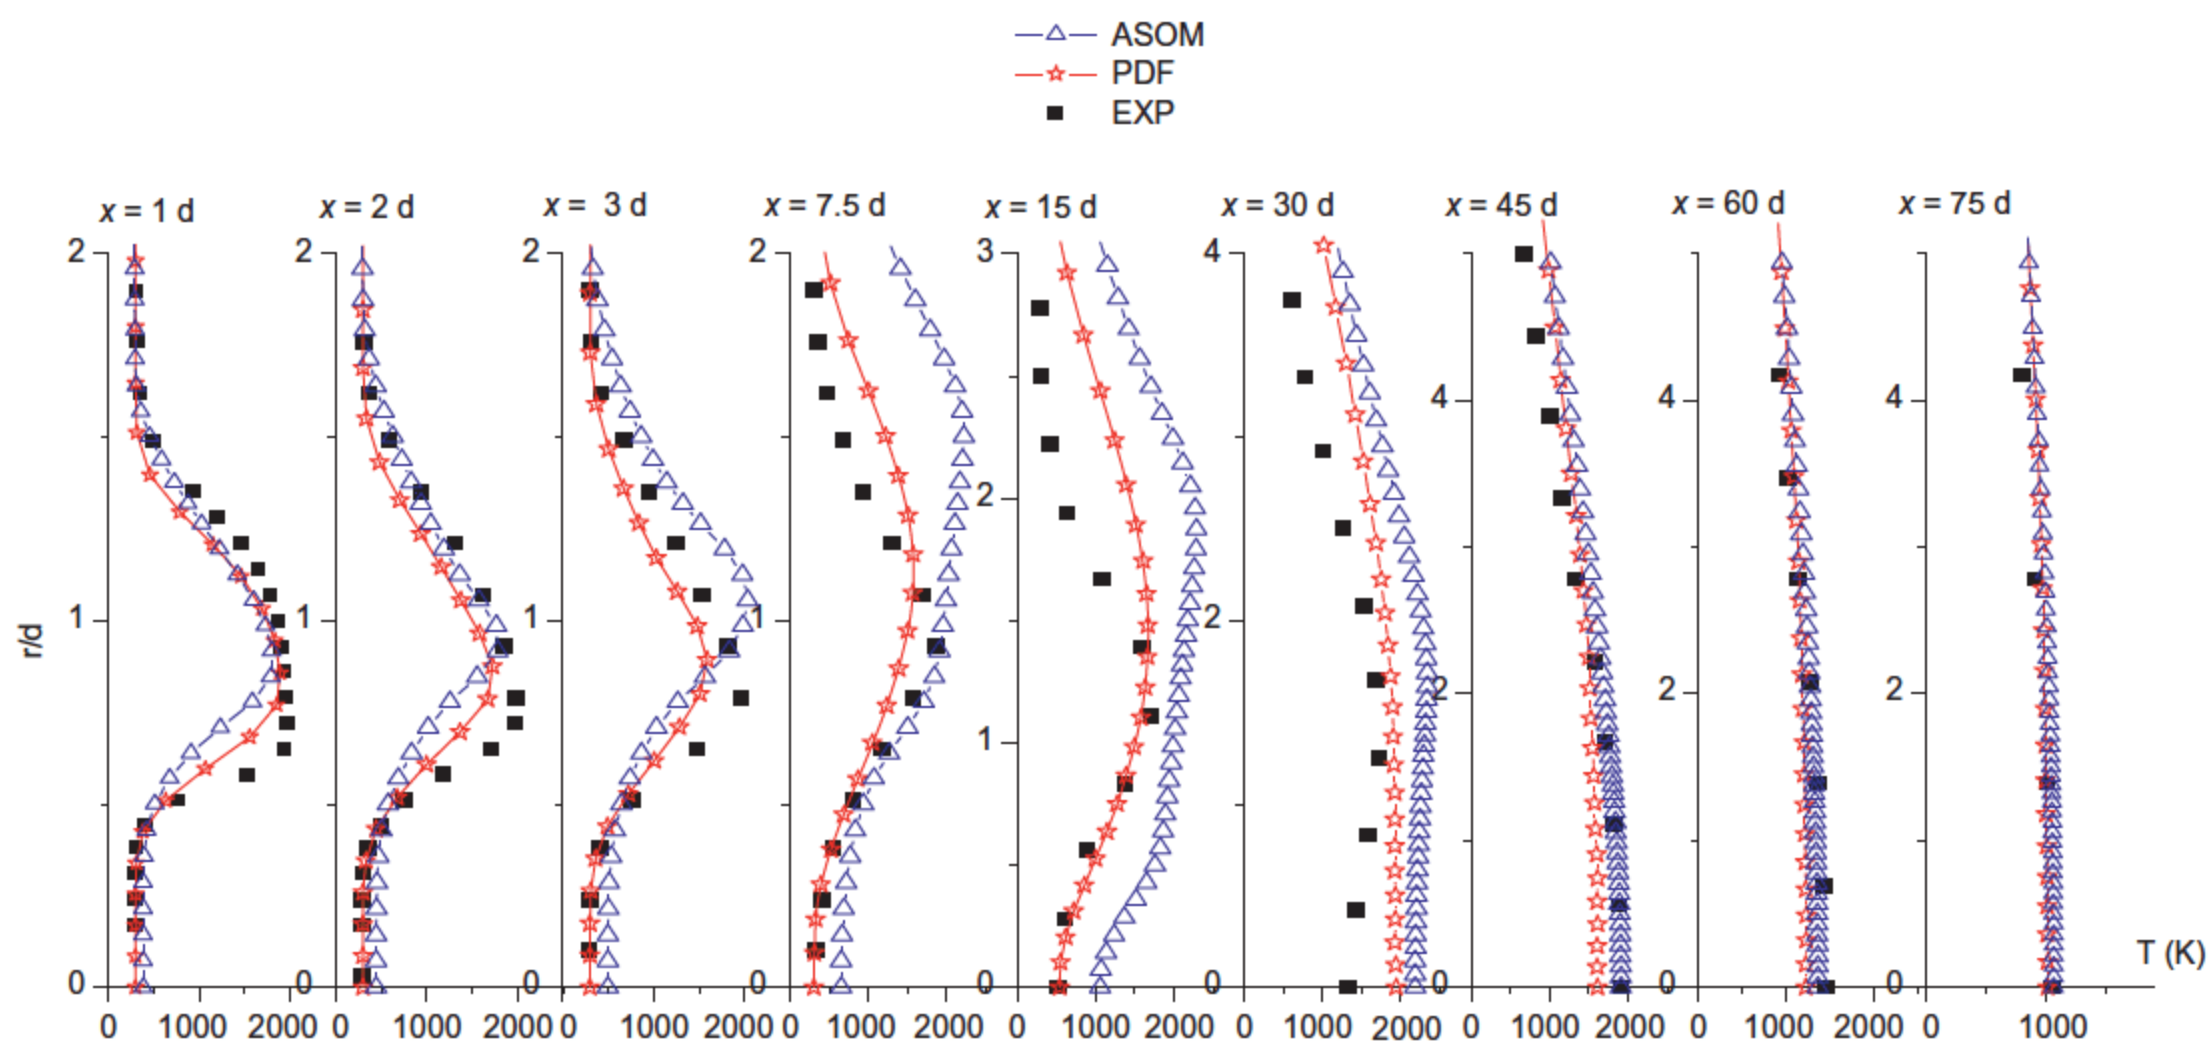 ASOM
PDF
EXP
x = 1 d
x = 2 d
x = 3 d
x = 7.5 d
x = 15 d
x = 30 d
x = 45 d
x = 60 d
x = 75 d
2 2 2 2 3 4
4 4 4
2
r/d
1 1 1 1 2
2 2 2
1
T (K)
0 0 0 0 0 0 0 0 0
0 1000 2000 0 1000 2000 0 1000 2000 0 1000 2000 0 1000 2000 0 1000 2000 0 1000 2000 0 1000 2000 0 1000